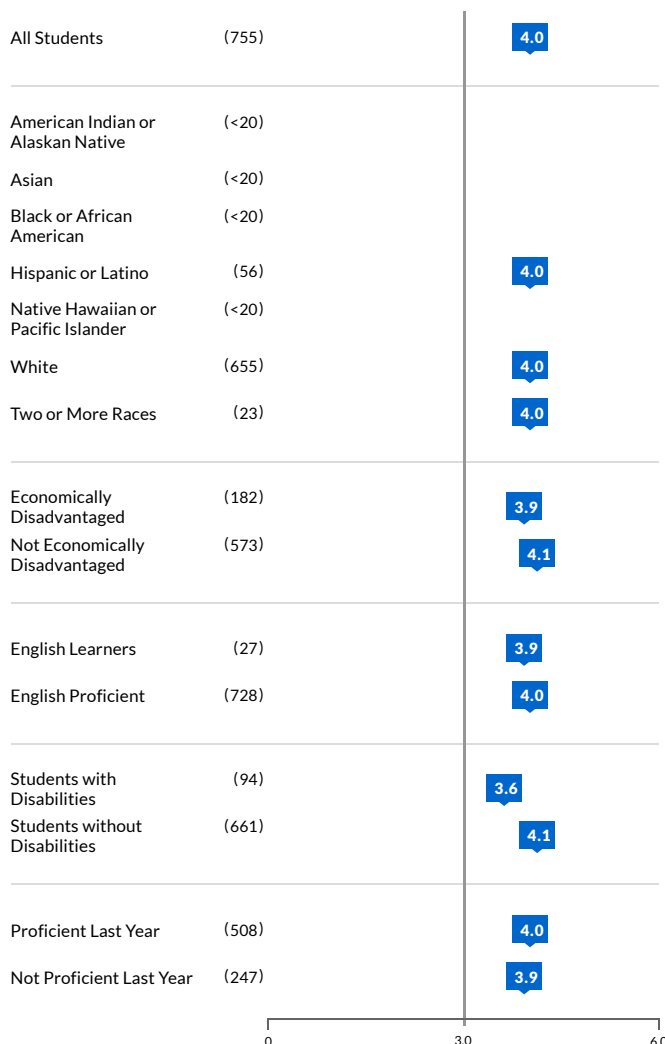 All Students (755) 4.0
American Indian or (<20)
Alaskan Native
Asian (<20)
Black or African (<20)
American
Hispanic or Latino (56) 4.0
Native Hawaiian or (<20)
Pacific Islander
White (655) 4.0
Two or More Races (23) 4.0
Economically (182) 3.9
Disadvantaged
Not Economically (573) 4.1
Disadvantaged
English Learners (27) 3.9
English Proficient (728) 4.0
Students with (94) 3.6
Disabilities
Students without (661) 4.1
Disabilities
Proficient Last Year (508) 4.0
Not Proficient Last Year (247) 3.9
0 3.0 6.0